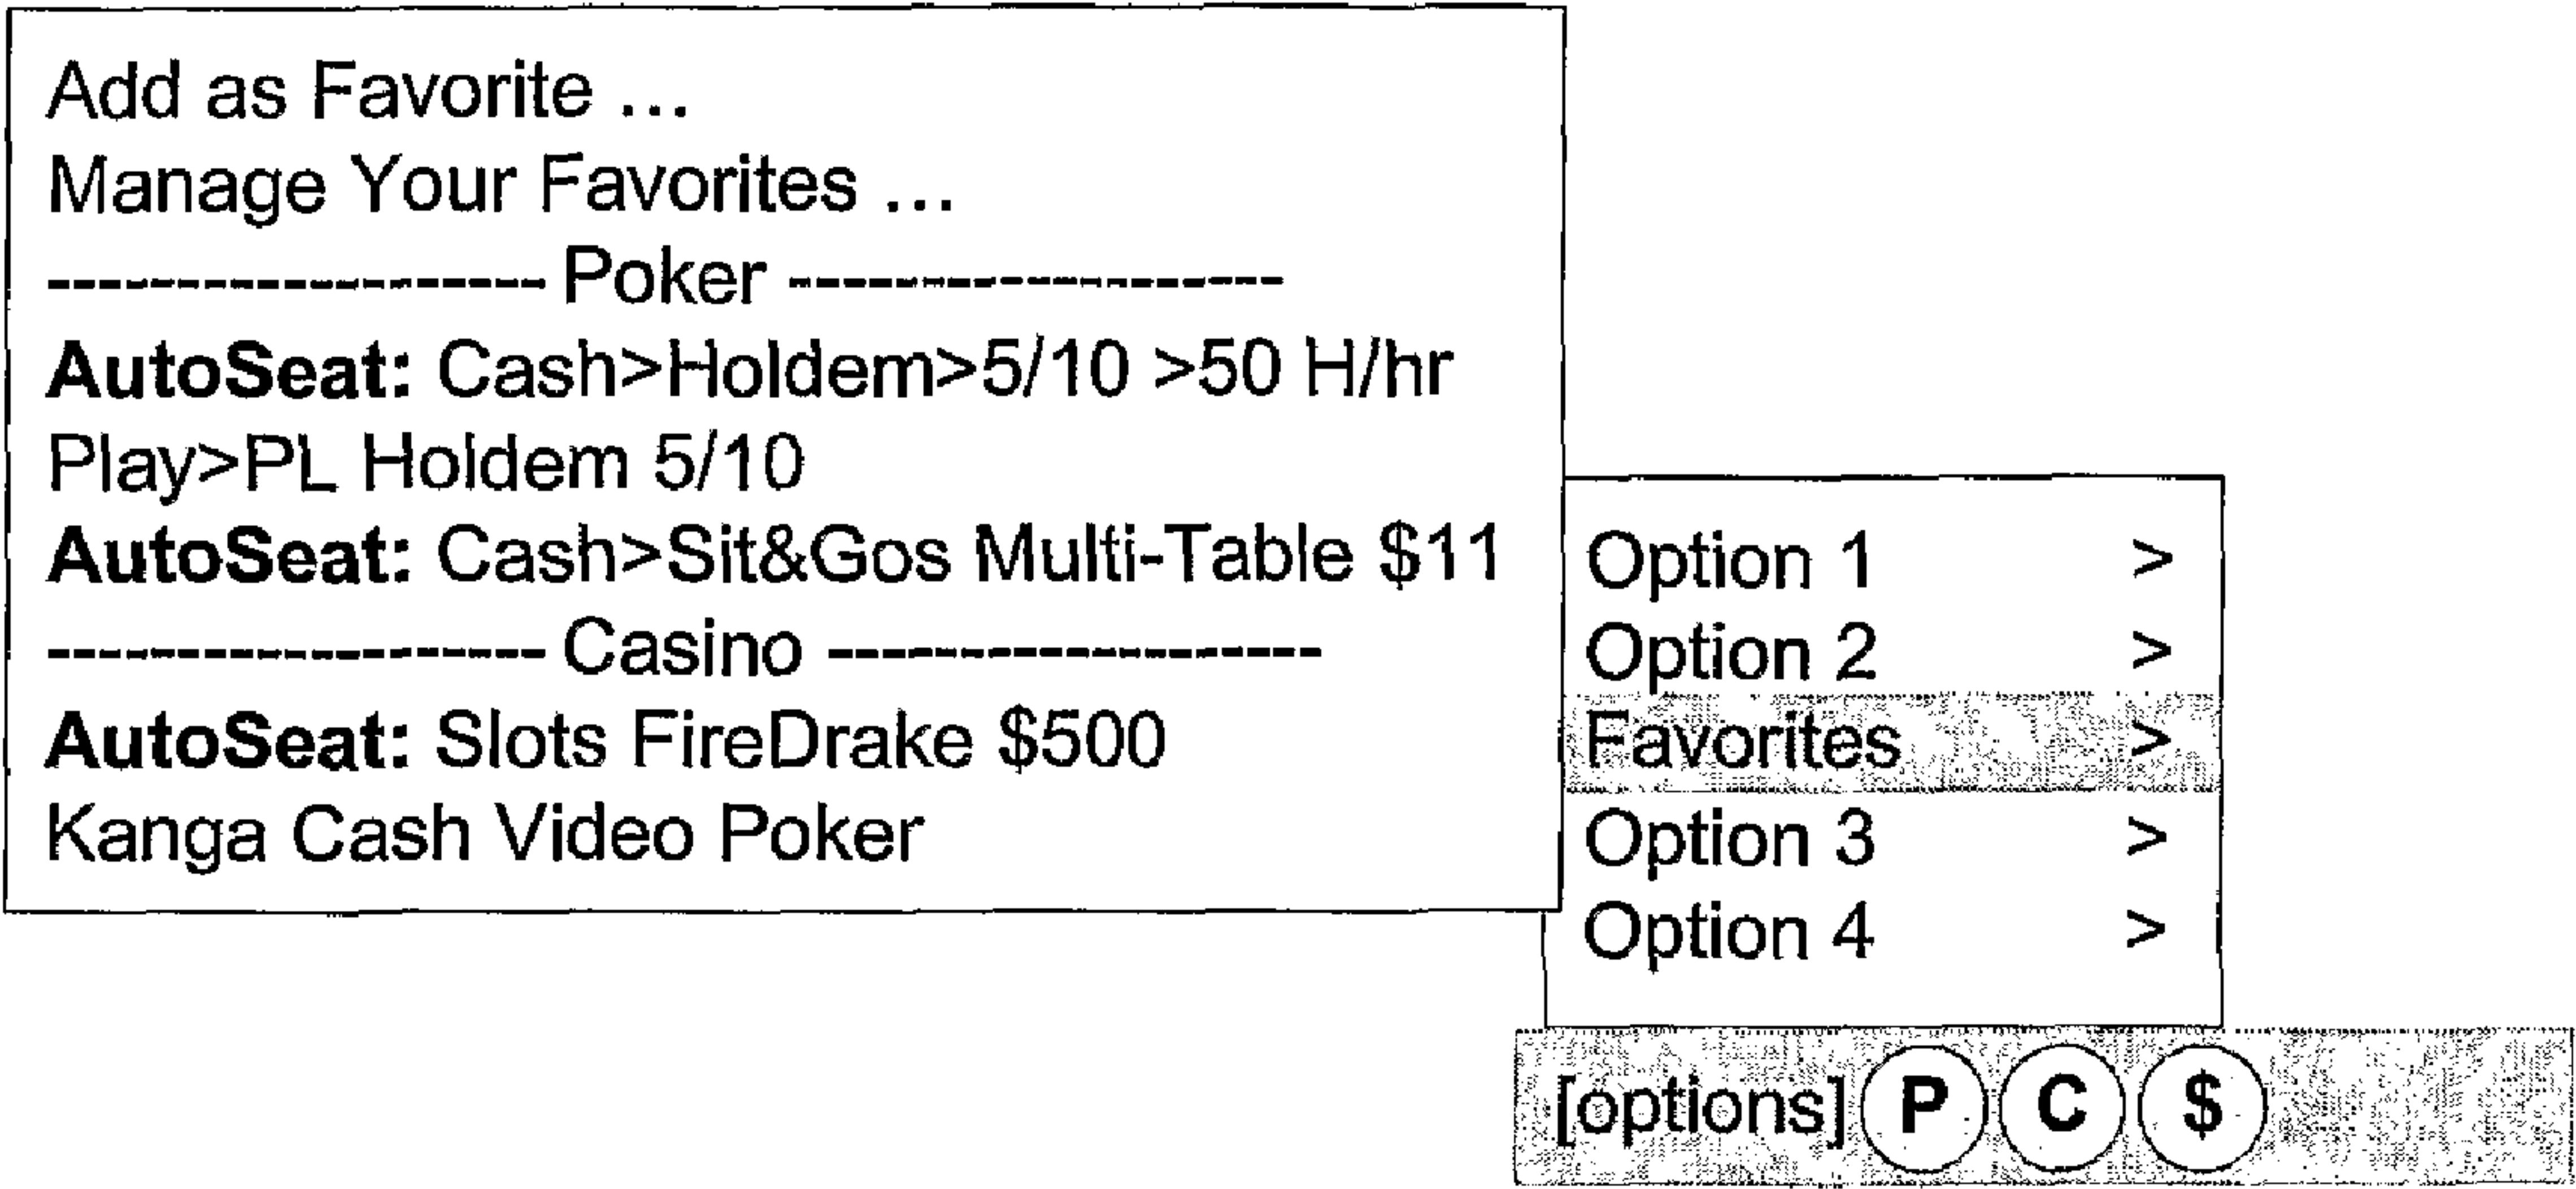 Add as Favorite ...
Manage Your Favorites ...
-------------------- Poker --------------------
AutoSeat: Cash>Holdem>5/10 >50 H/hr
Play>PL Holdem 5/10
AutoSeat: Cash>Sit&Gos Multi-Table $11
-------------------- Casino --------------------
AutoSeat: Slots FireDrake $500
Kanga Cash Video Poker
Option 1 >
Option 2 >
Favorites >
Option 3 >
Option 4 >
[options] P C $